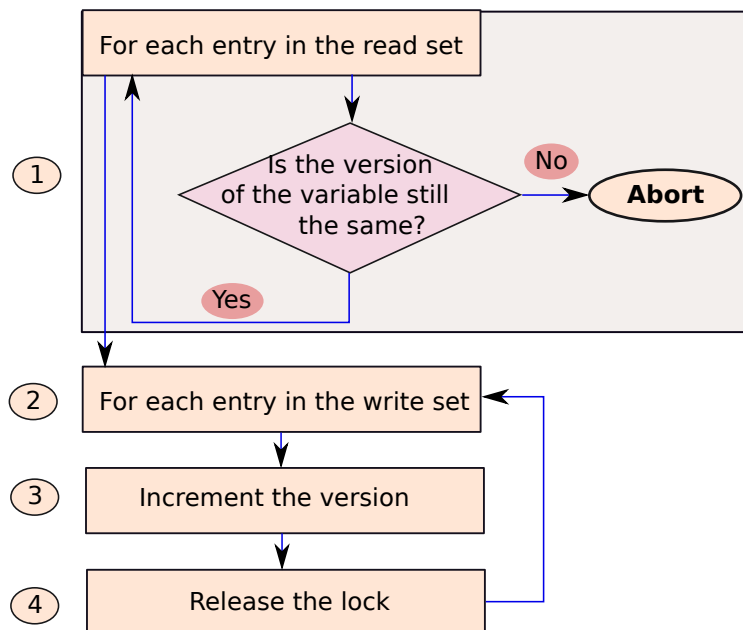 For each entry in the read set
1
Is the version
of the variable still
the same?
No
Abort
Yes
2
For each entry in the write set
3
Increment the version
4
Release the lock